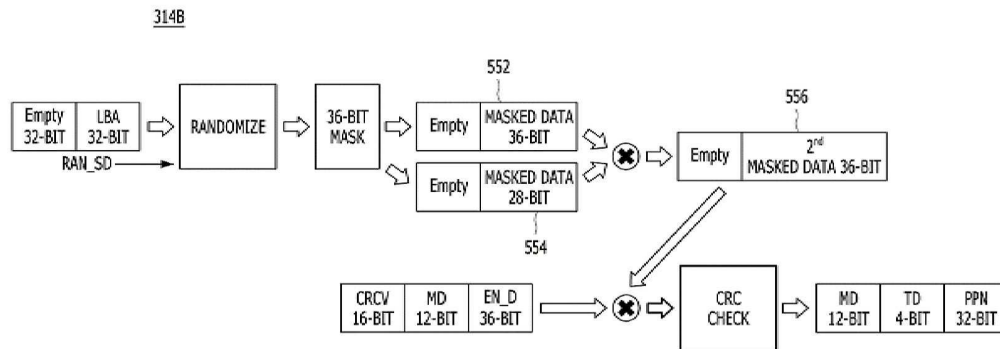 314B
552
556
Empty
32-BIT
LBA
32-BIT
RAN_SD
RANDOMIZE
36-BIT
MASK
Empty
MASKED DATA
36-BIT
Empty
MASKED DATA
28-BIT
554
Empty
2nd
MASKED DATA 36-BIT
CRCV
16-BIT
MD
12-BIT
EN_D
36-BIT
CRC
CHECK
MD
12-BIT
TD
4-BIT
PPN
32-BIT